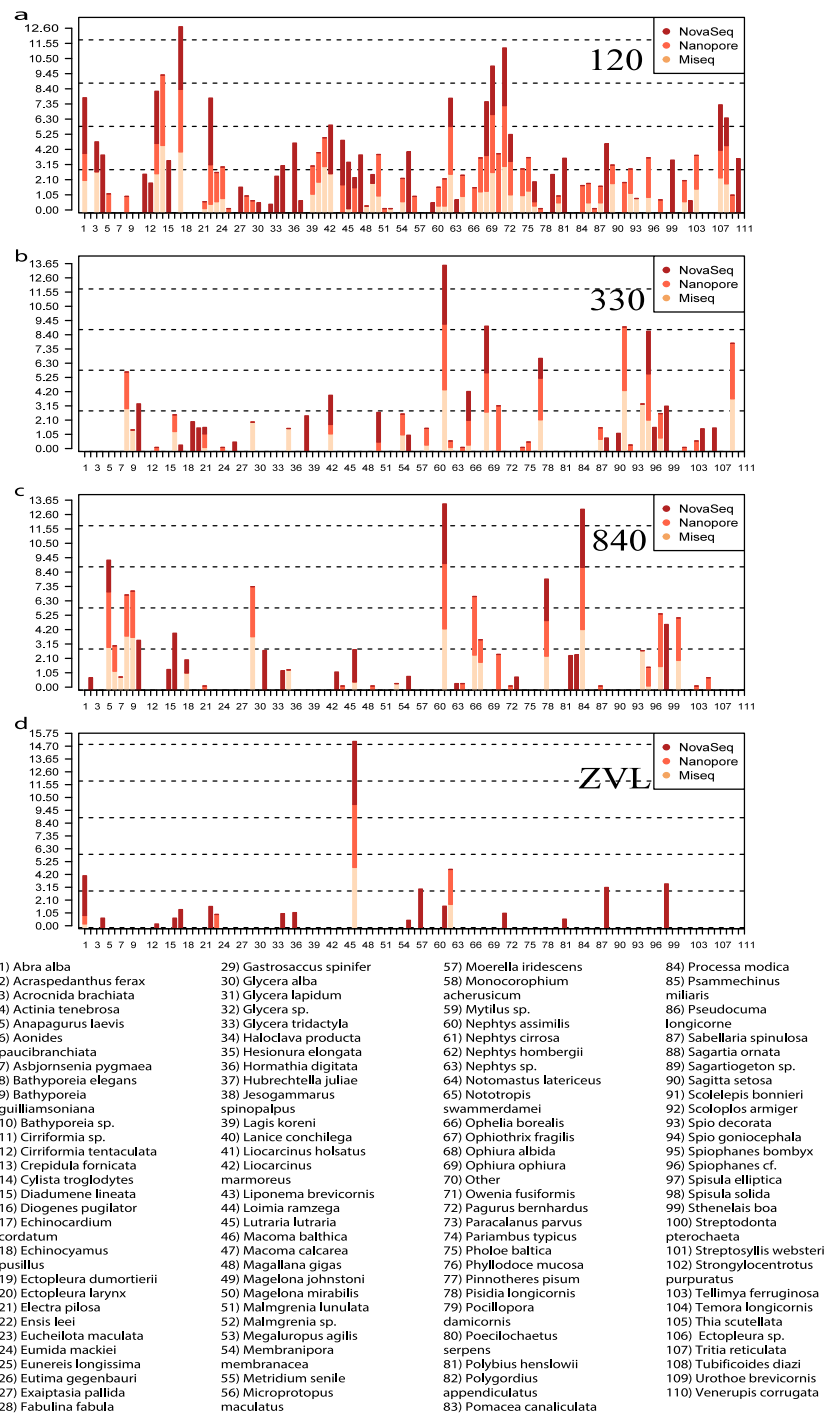 a
12.60
11.55
10.50
9.45
8.40
7.35
6.30
5.25
4.20
3.15
2.10
1.05
0.00
120
NovaSeq
Nanopore
Miseq
1 3 5 7 9 12 15 18 21 24 27 30 33 36 39 42 45 48 51 54 57 60 63 66 69 72 75 78 81 84 87 90 93 96 99 103 107 111
b
13.65
12.60
11.55
10.50
9.45
8.40
7.35
6.30
5.25
4.20
3.15
2.10
1.05
0.00
330
NovaSeq
Nanopore
Miseq
1 3 5 7 9 12 15 18 21 24 27 30 33 36 39 42 45 48 51 54 57 60 63 66 69 72 75 78 81 84 87 90 93 96 99 103 107 111
c
13.65
12.60
11.55
10.50
9.45
8.40
7.35
6.30
5.25
4.20
3.15
2.10
1.05
0.00
840
NovaSeq
Nanopore
Miseq
1 3 5 7 9 12 15 18 21 24 27 30 33 36 39 42 45 48 51 54 57 60 63 66 69 72 75 78 81 84 87 90 93 96 99 103 107 111
d
15.75
14.70
13.65
12.60
11.55
10.50
9.45
8.40
7.35
6.30
5.25
4.20
3.15
2.10
1.05
0.00
ZVL
NovaSeq
Nanopore
Miseq
1 3 5 7 9 12 15 18 21 24 27 30 33 36 39 42 45 48 51 54 57 60 63 66 69 72 75 78 81 84 87 90 93 96 99 103 107 111
1) Abra alba
2) Acraspedanthus ferax
3) Acrocnida brachiata
4) Actinia tenebrosa
5) Anapagurus laevis
6) Aonides
paucibranchiata
7) Asbjornsenia pygmaea
8) Bathyporeia elegans
9) Bathyporeia
guilliamsoniana
10) Bathyporeia sp.
11) Cirriformia sp.
12) Cirriformia tentaculata
13) Crepidula fornicata
14) Cylista troglodytes
15) Diadumene lineata
16) Diogenes pugilator
17) Echinocardium
cordatum
18) Echinocyamus
pusillus
19) Ectopleura dumortierii
20) Ectopleura larynx
21) Electra pilosa
22) Ensis leei
23) Eucheilota maculata
24) Eumida mackiei
25) Eunereis longissima
26) Eutima gegenbauri
27) Exaiptasia pallida
28) Fabulina fabula
29) Gastrosaccus spinifer
30) Glycera alba
31) Glycera lapidum
32) Glycera sp.
33) Glycera tridactyla
34) Haloclava producta
35) Hesionura elongata
36) Hormathia digitata
37) Hubrechtella juliae
38) Jesogammarus
spinopalpus
39) Lagis koreni
40) Lanice conchilega
41) Liocarcinus holsatus
42) Liocarcinus
marmoreus
43) Liponema brevicornis
44) Loimia ramzega
45) Lutraria lutraria
46) Macoma balthica
47) Macoma calcarea
48) Magallana gigas
49) Magelona johnstoni
50) Magelona mirabilis
51) Malmgrenia lunulata
52) Malmgrenia sp.
53) Megaluropus agilis
54) Membranipora
membranacea
55) Metridium senile
56) Microprotopus
maculatus
57) Moerella iridescens
58) Monocorophium
acherusicum
59) Mytilus sp.
60) Nephtys assimilis
61) Nephtys cirrosa
62) Nephtys hombergii
63) Nephtys sp.
64) Notomastus latericeus
65) Nototropis
swammerdamei
66) Ophelia borealis
67) Ophiothrix fragilis
68) Ophiura albida
69) Ophiura ophiura
70) Other
71) Owenia fusiformis
72) Pagurus bernhardus
73) Paracalanus parvus
74) Pariambus typicus
75) Pholoe baltica
76) Phyllodoce mucosa
77) Pinnotheres pisum
78) Pisidia longicornis
79) Pocillopora
damicornis
80) Poecilochaetus
serpens
81) Polybius henslowii
82) Polygordius
appendiculatus
83) Pomacea canaliculata
84) Processa modica
85) Psammechinus
miliaris
86) Pseudocuma
longicorne
87) Sabellaria spinulosa
88) Sagartia ornata
89) Sagartiogeton sp.
90) Sagitta setosa
91) Scolelepis bonnieri
92) Scoloplos armiger
93) Spio decorata
94) Spio goniocephala
95) Spiophanes bombyx
96) Spiophanes cf.
97) Spisula elliptica
98) Spisula solida
99) Sthenelais boa
100) Streptodonta
pterochaeta
101) Streptosyllis websteri
102) Strongylocentrotus
purpuratus
103) Tellimya ferruginosa
104) Temora longicornis
105) Thia scutellata
106) Ectopleura sp.
107) Tritia reticulata
108) Tubificoides diazi
109) Urothoe brevicornis
110) Venerupis corrugata